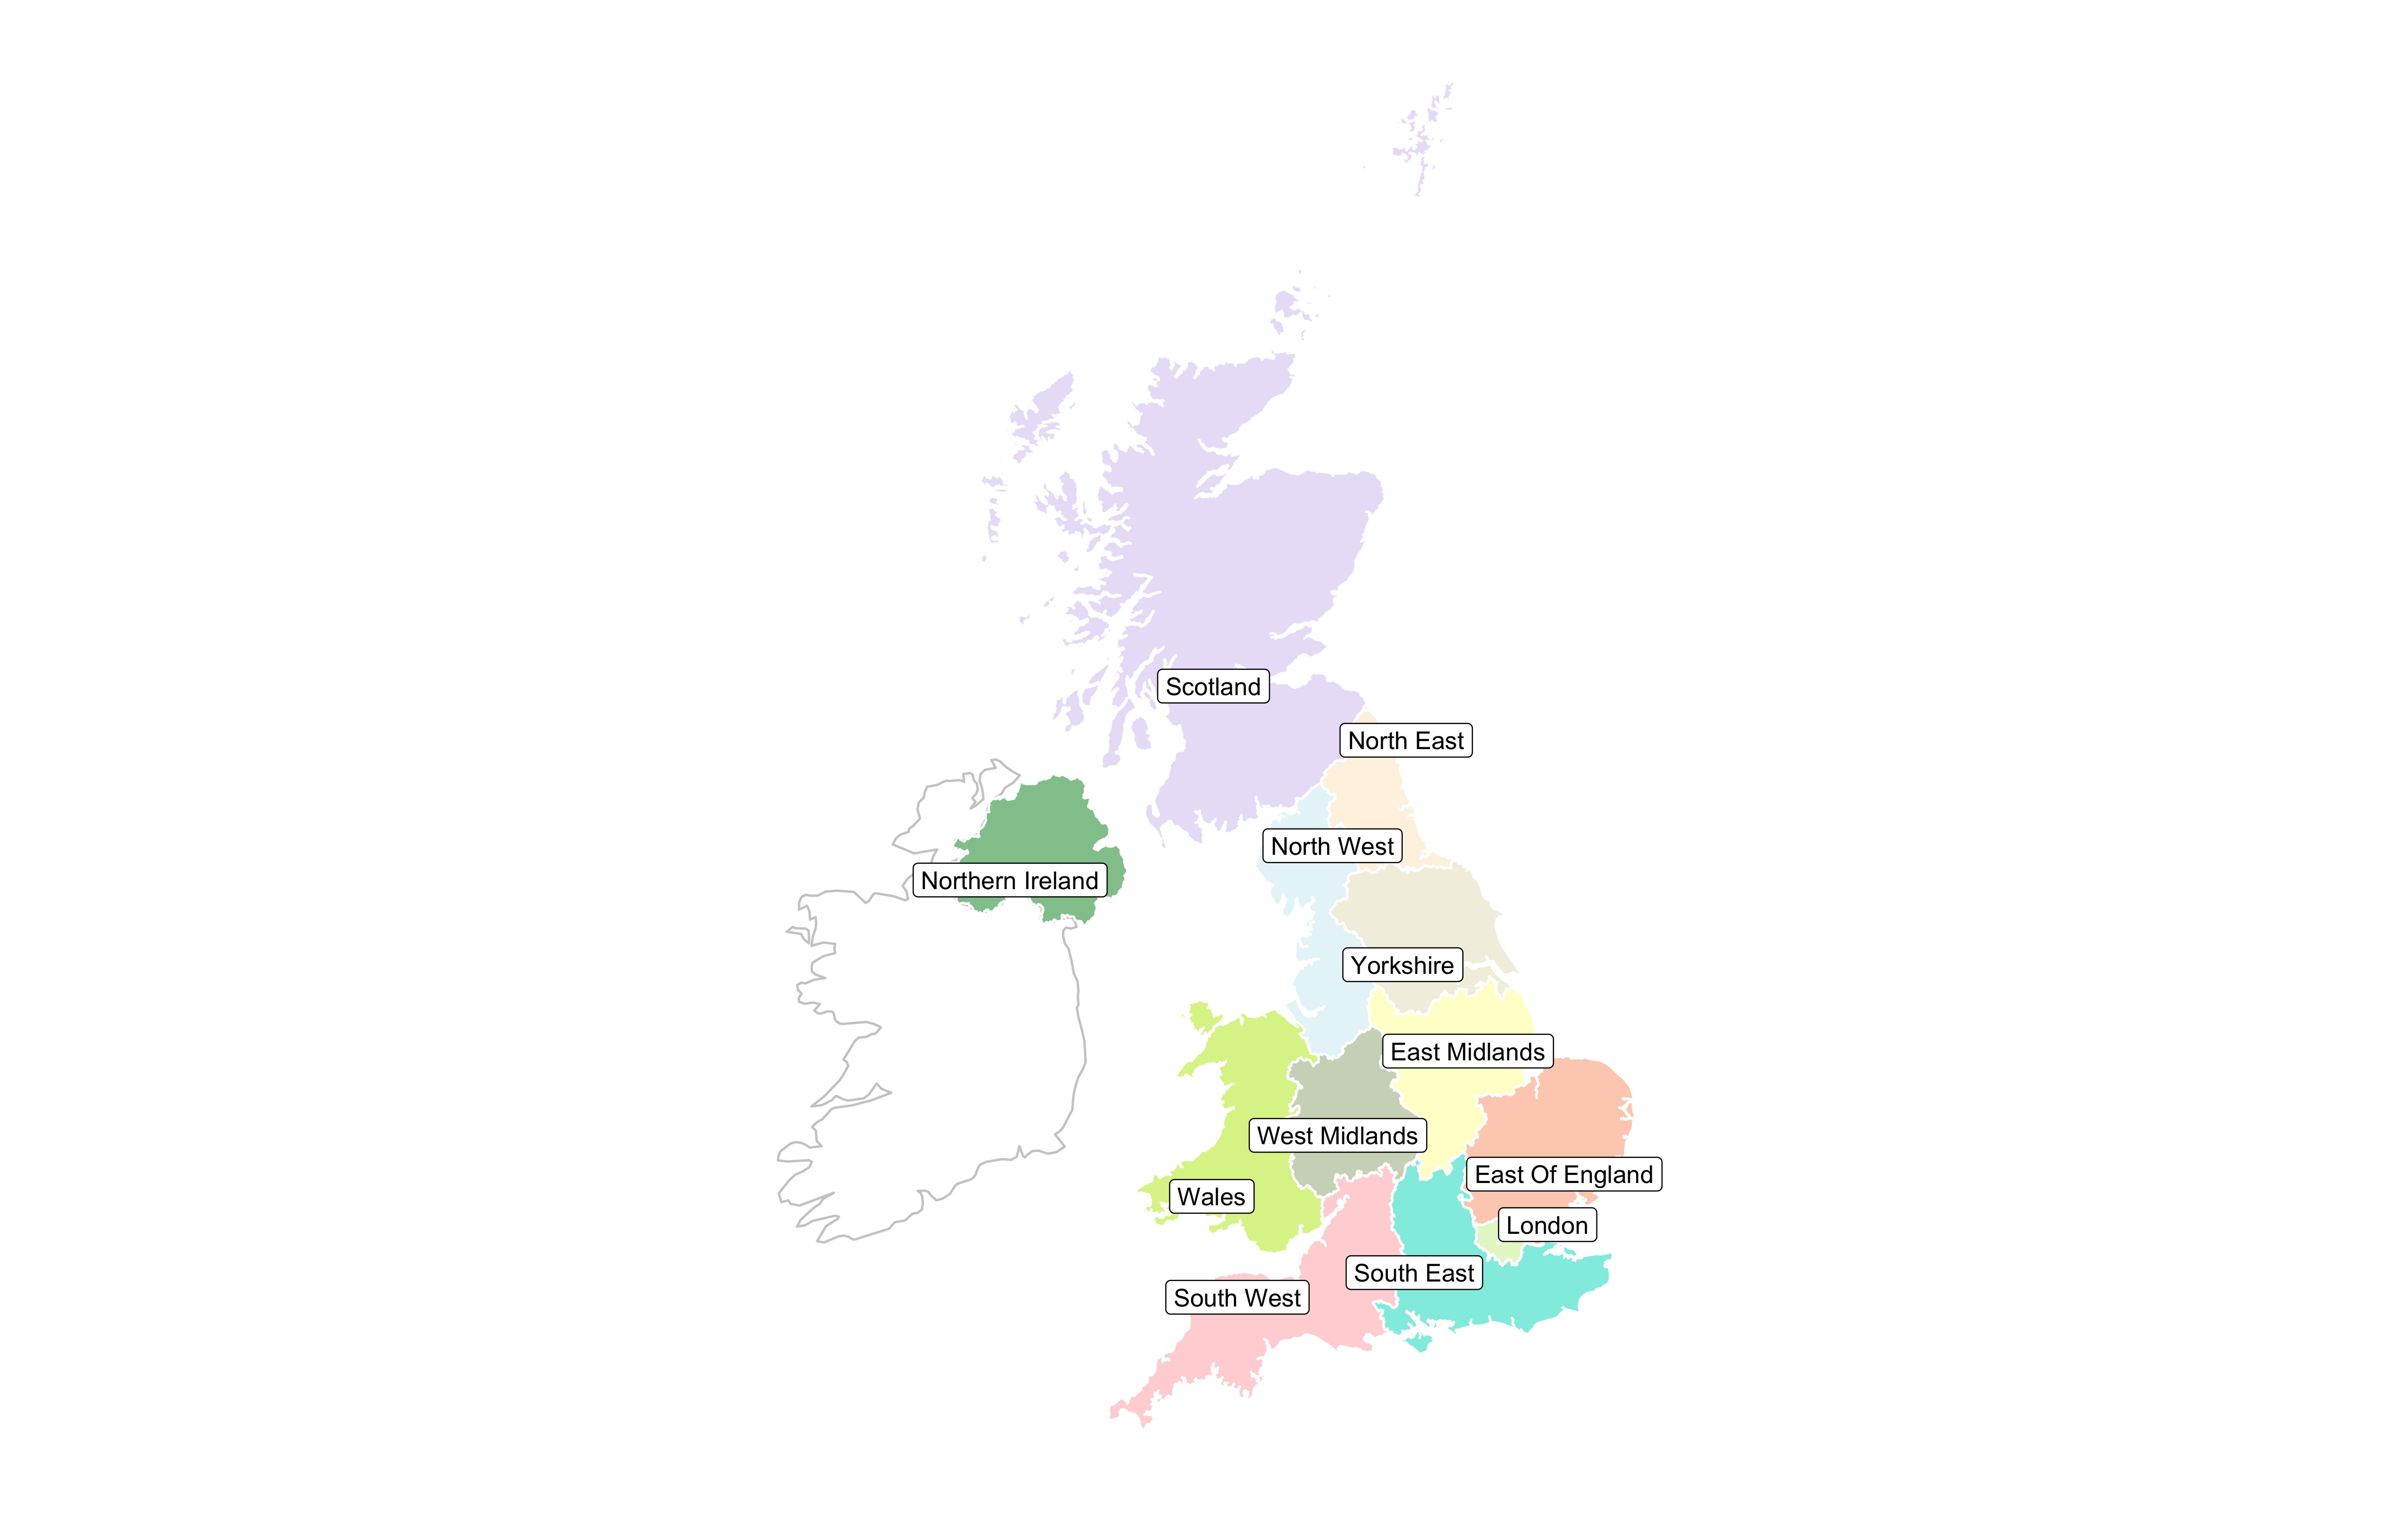 Scotland
North East
North West
Northern Ireland
Yorkshire
East Midlands
West Midlands
East Of England
Wales
London
South East
South West